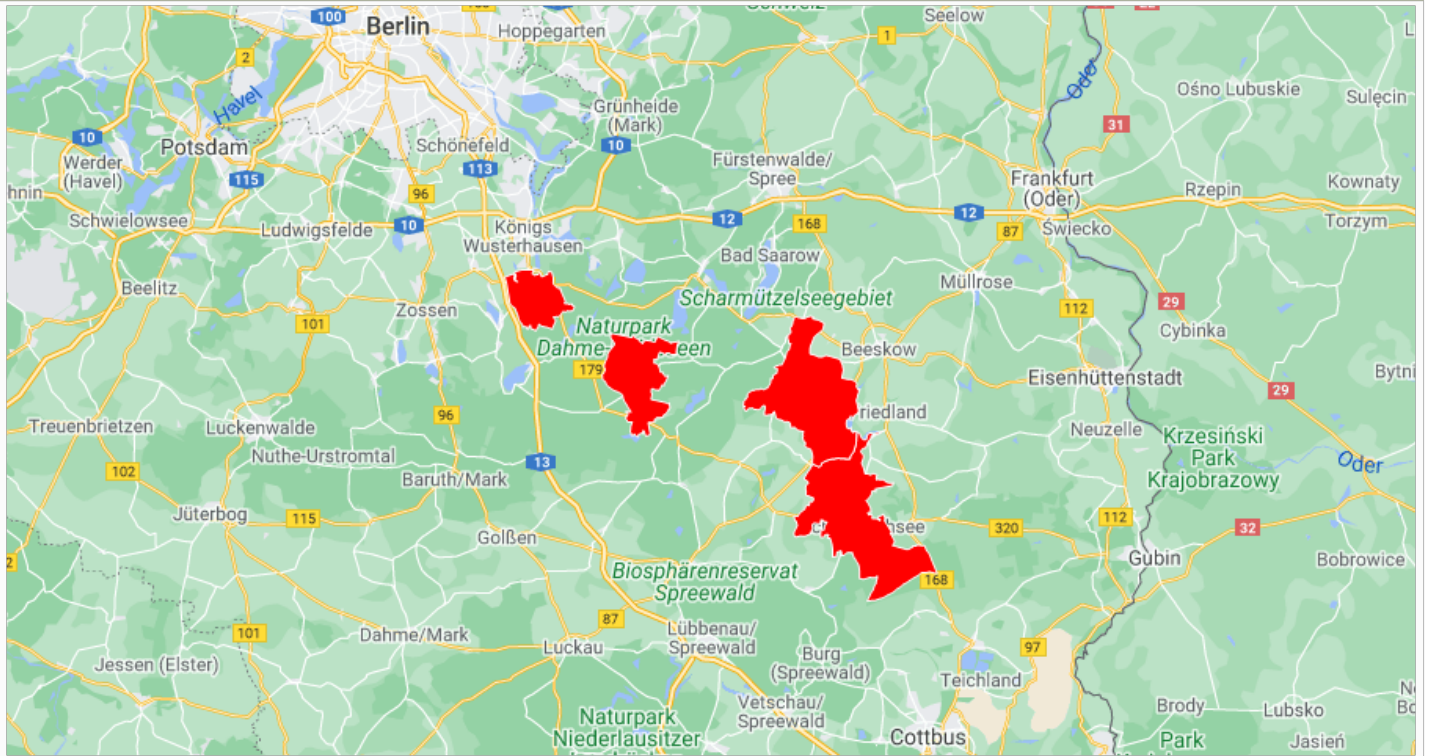 100
Berlin
Hoppegarten
Seelow
1
2
Havel
Oder
Ośno Lubuskie
Sulęcin
Grünheide
(Mark)
31
10
Potsdam
Schönefeld
10
Werder
(Havel)
113
115
Fürstenwalde/
Spree
Frankfurt
(Oder)
Rzepin
Kownaty
hnin
96
Schwielowsee
Ludwigsfelde
10
Königs
Wusterhausen
12
168
12
87
Świecko
Torzym
Bad Saarow
Beelitz
Müllrose
Scharmützelseegebiet
Zossen
101
112
29
Cybinka
Naturpark
Dahme-
een
Beeskow
179
Eisenhüttenstadt
Bytni
29
96
riedland
Treuenbrietzen
Luckenwalde
Neuzelle
Krzesiński
Park
Krajobrazowy
Nuthe-Urstromtal
102
13
Oder
Baruth/Mark
Jüterbog
115
112
320
32
hsee
Golßen
Gubin
Bobrowice
2
Biosphärenreservat
Spreewald
168
87
101
Dahme/Mark
Luckau
Lübbenau/
Spreewald
97
Jessen (Elster)
Burg
(Spreewald)
Teichland
Vetschau/
Spreewald
Brody
Lubsko
Naturpark
Niederlausitzer
Cottbus
Park
Jasień